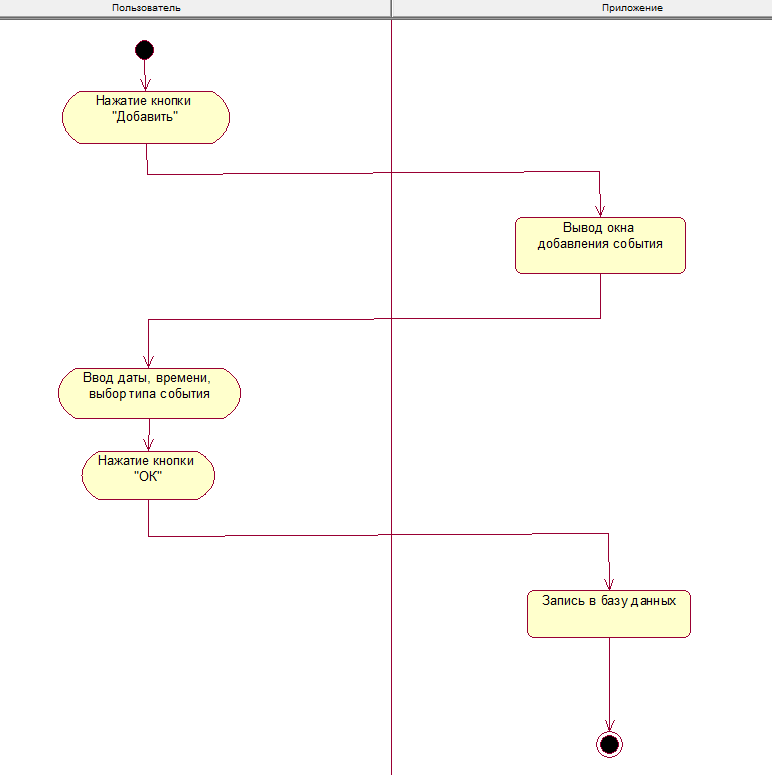 Пользователь
Приложение
Нажатие кнопки
"Добавить"
Вывод окна
добавления события
Ввод даты, времени,
выбор типа события
Нажатие кнопки
"ОК"
Запись в базу данных